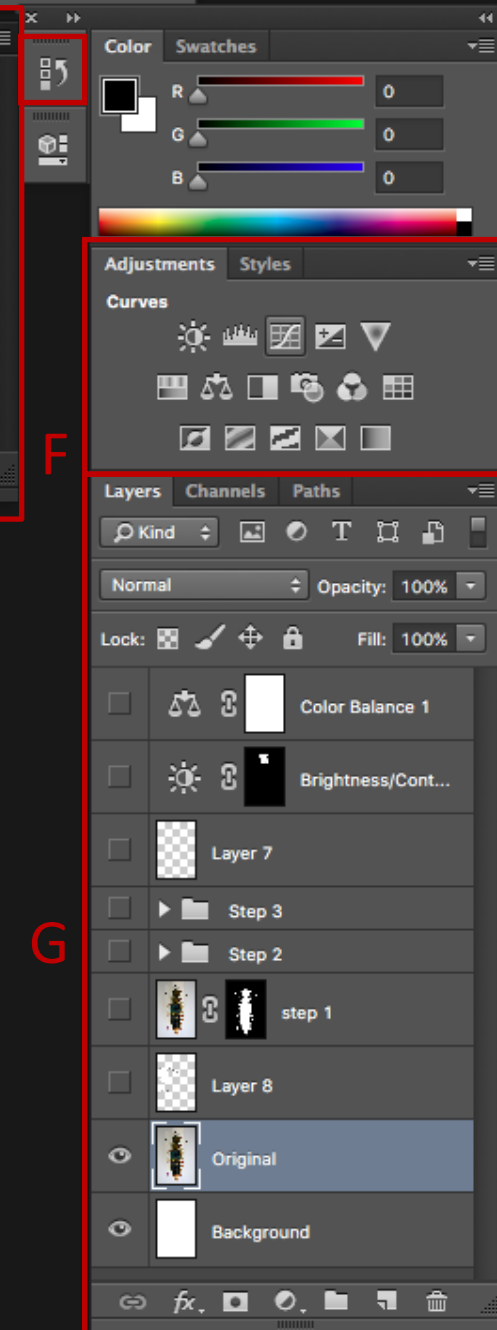 Color Swatches
R 0
G 0
B 0
Adjustments Styles
Curves
F
Layers Channels Paths
Kind T
Normal Opacity: 100%
Lock: Fill: 100%
Color Balance 1
Brightness/Cont...
Layer 7
Step 3
G
Step 2
step 1
Layer 8
Original
Background
fx